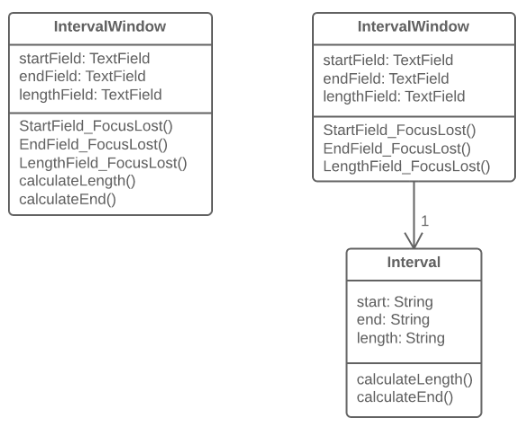 IntervalWindow
startField: TextField
endField: TextField
lengthField: TextField
StartField_FocusLost()
EndField_FocusLost()
LengthField_FocusLost()
calculateLength()
calculateEnd()
IntervalWindow
startField: TextField
endField: TextField
lengthField: TextField
StartField_FocusLost()
EndField_FocusLost()
LengthField_FocusLost()
1
Interval
start: String
end: String
length: String
calculateLength()
calculateEnd()